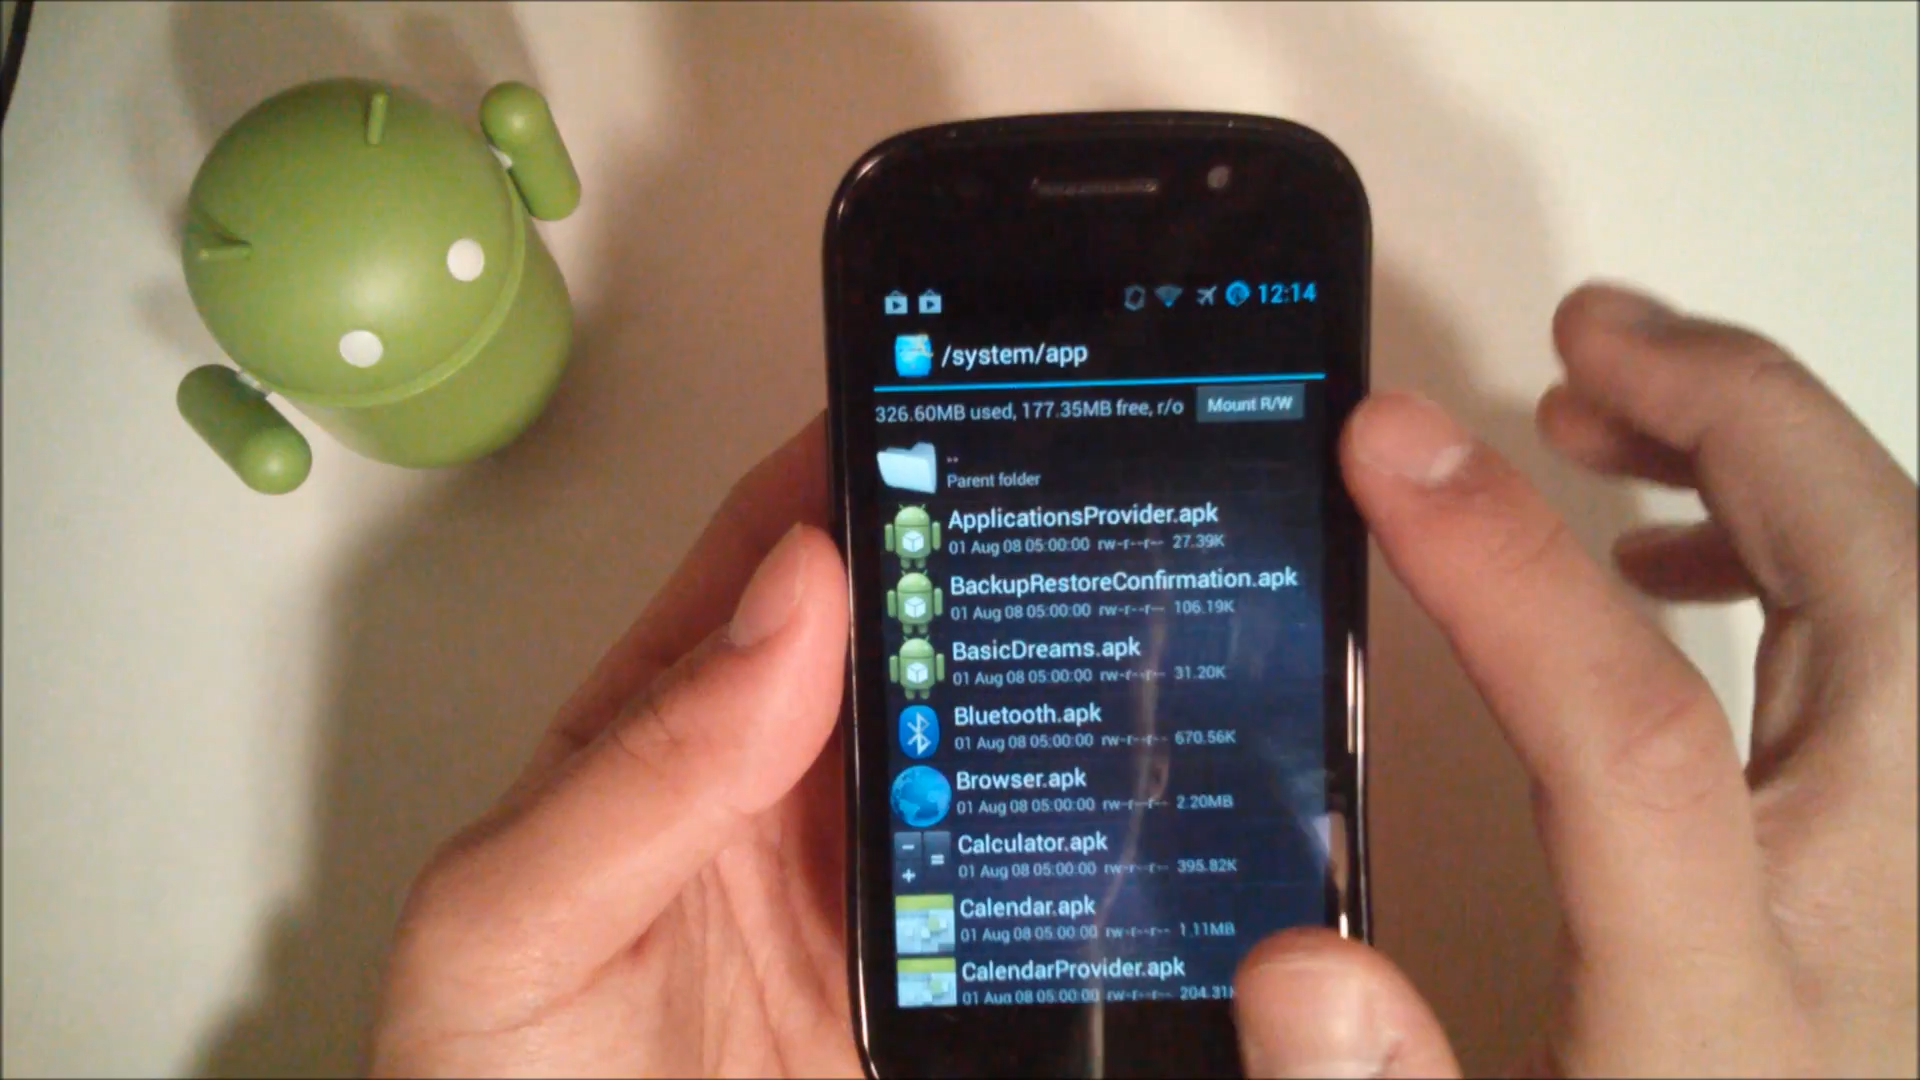 12:14
/system/app
326.60MB used, 177.35MB free, r/o
Mount R/W
..
Parent folder
ApplicationsProvider.apk
01 Aug 08 05:00:00 rw-r--r-- 27.39K
BackupRestoreConfirmation.apk
01 Aug 08 05:00:00 rw-r--r-- 106.19K
BasicDreams.apk
01 Aug 08 05:00:00 rw-r--r-- 31.20K
Bluetooth.apk
01 Aug 08 05:00:00 rw-r--r-- 670.56K
Browser.apk
01 Aug 08 05:00:00 rw-r--r-- 2.20MB
Calculator.apk
01 Aug 08 05:00:00 rw-r--r-- 395.82K
Calendar.apk
01 Aug 08 05:00:00 rw-r--r-- 1.11MB
CalendarProvider.apk
01 Aug 08 05:00:00 rw-r--r-- 204.31K